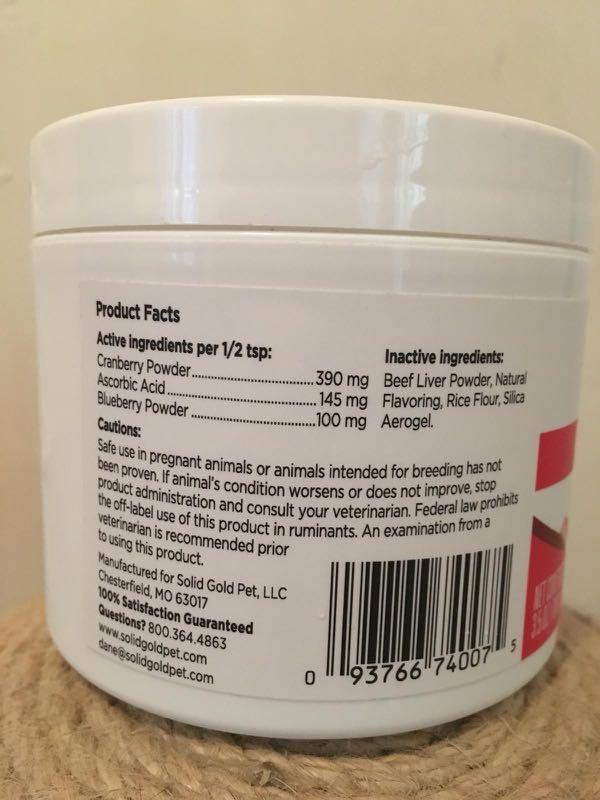 Product Facts
Active ingredients per 1/2 tsp:
Cranberry Powder.............................390 mg
Ascorbic Acid....................................145 mg
Blueberry Powder.............................100 mg
Inactive ingredients:
Beef Liver Powder, Natural
Flavoring, Rice Flour, Silica
Aerogel.
Cautions:
Safe use in pregnant animals or animals intended for breeding has not
been proven. If animal's condition worsens or does not improve, stop
product administration and consult your veterinarian. Federal law prohibits
the off-label use of this product in ruminants. An examination from a
veterinarian is recommended prior
to using this product.
Manufactured for Solid Gold Pet, LLC
Chesterfield, MO 63017
100% Satisfaction Guaranteed
Questions? 800.364.4863
www.solidgoldpet.com
dane@solidgoldpet.com
0 93766 74007 5
NET
3.5